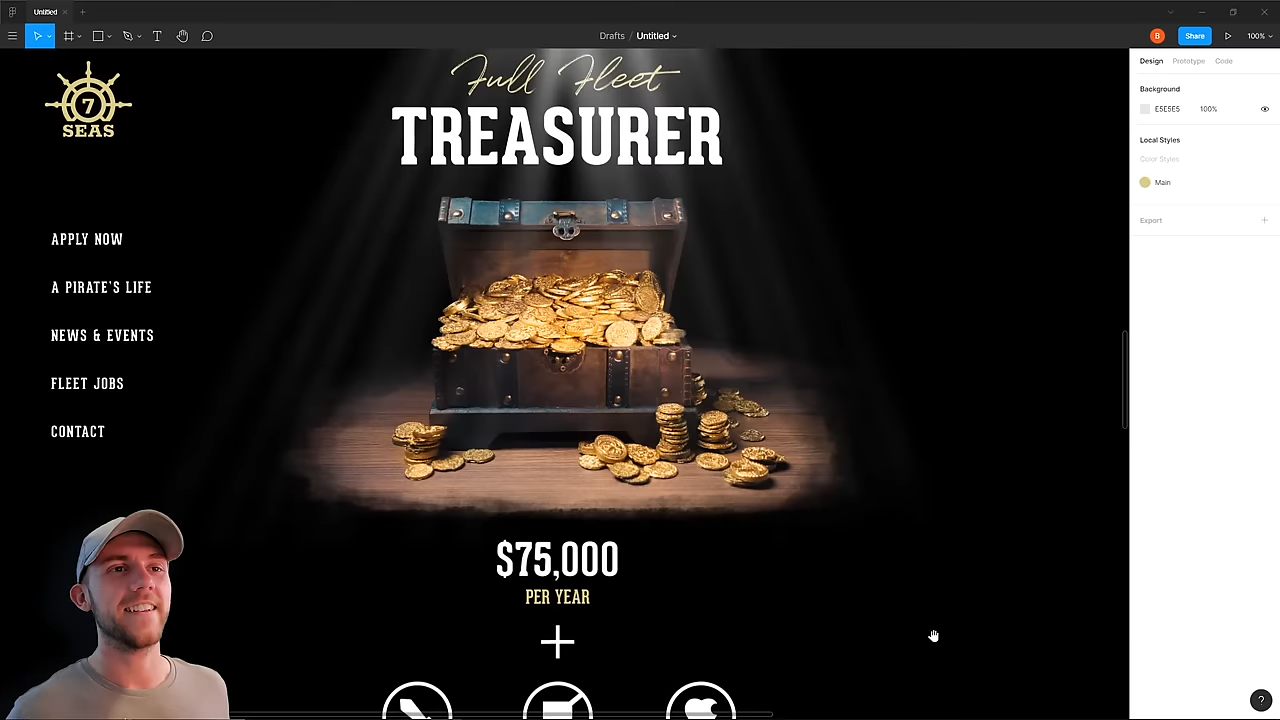 Untitled
Drafts / Untitled
B
Share
100%
Design
Prototype
Code
Background
E5E5E5
100%
Local Styles
Color Styles
Main
Export
7
SEAS
Full Fleet
TREASURER
APPLY NOW
A PIRATE'S LIFE
NEWS & EVENTS
FLEET JOBS
CONTACT
$75,000
PER YEAR
+
?